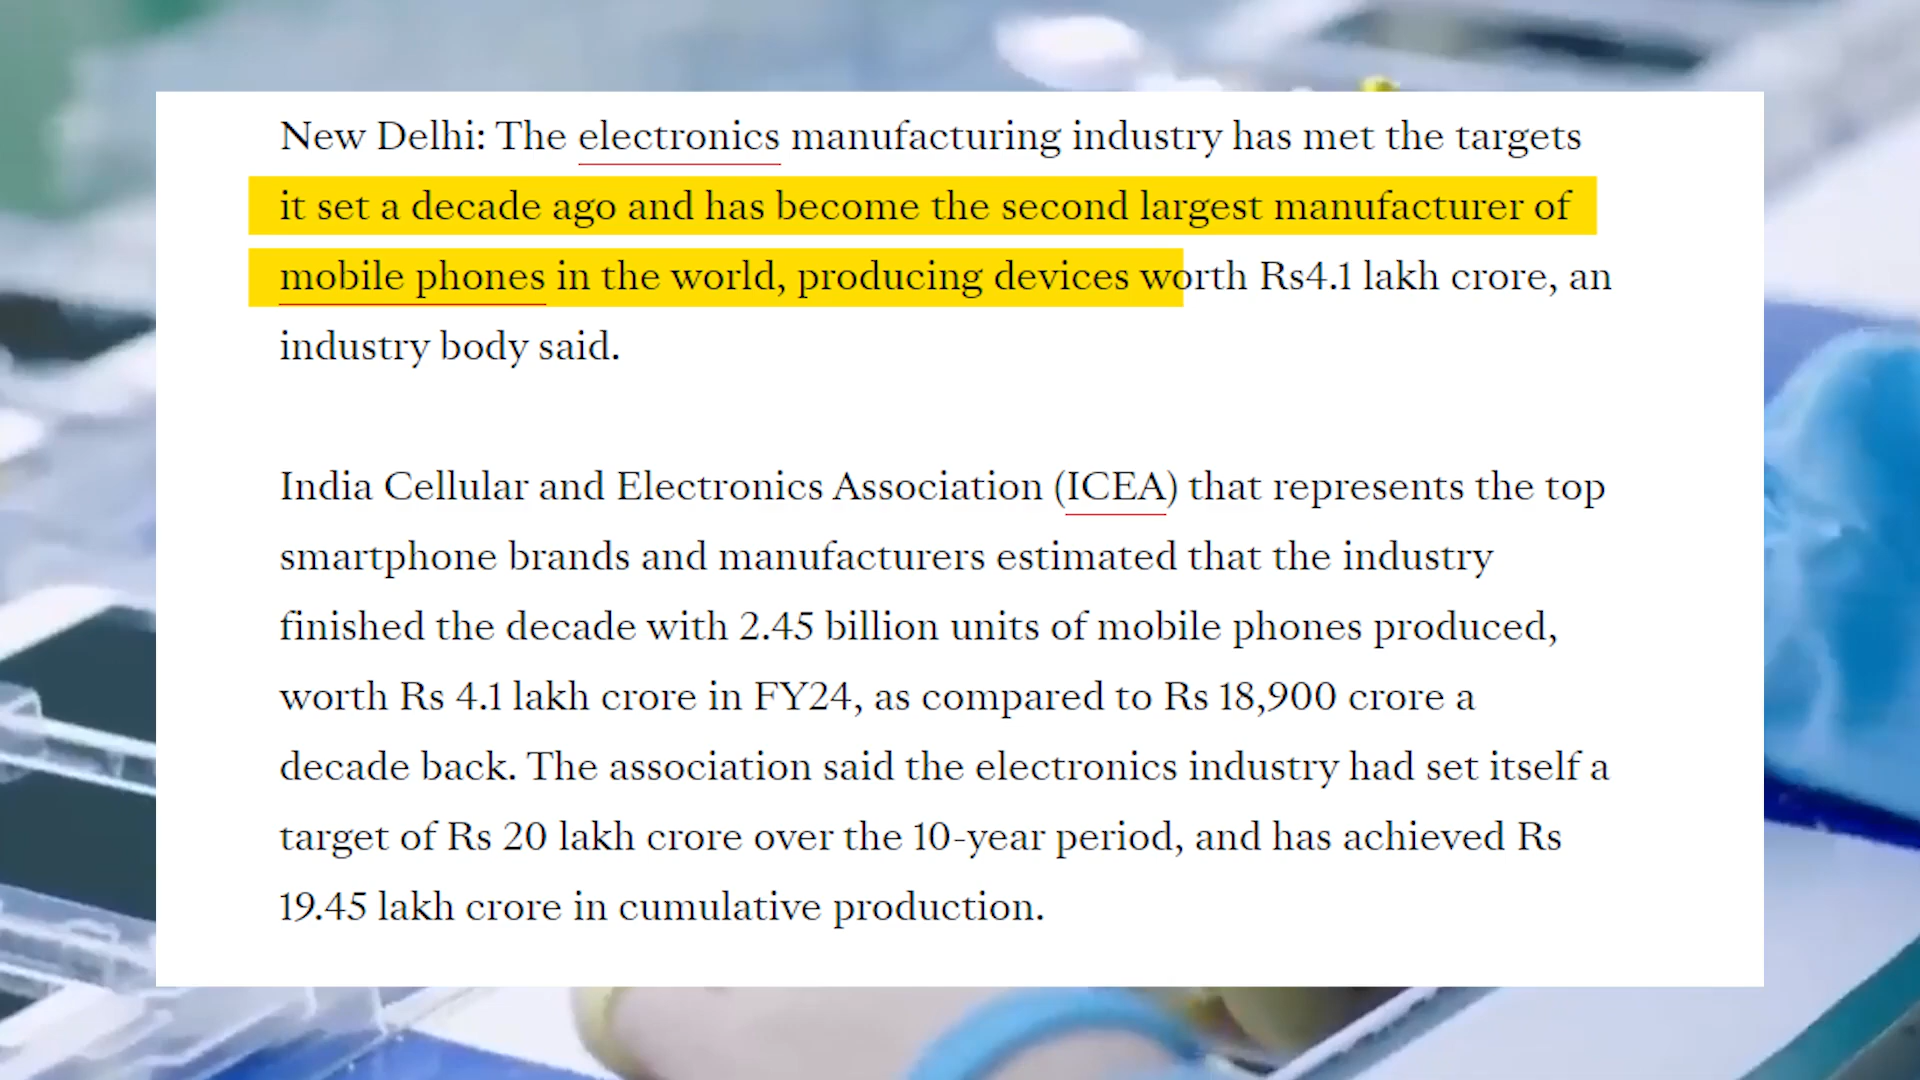 New Delhi: The electronics manufacturing industry has met the targets
it set a decade ago and has become the second largest manufacturer of
mobile phones in the world, producing devices worth Rs4.1 lakh crore, an
industry body said.
India Cellular and Electronics Association (ICEA) that represents the top
smartphone brands and manufacturers estimated that the industry
finished the decade with 2.45 billion units of mobile phones produced,
worth Rs 4.1 lakh crore in FY24, as compared to Rs 18,900 crore a
decade back. The association said the electronics industry had set itself a
target of Rs 20 lakh crore over the 10-year period, and has achieved Rs
19.45 lakh crore in cumulative production.